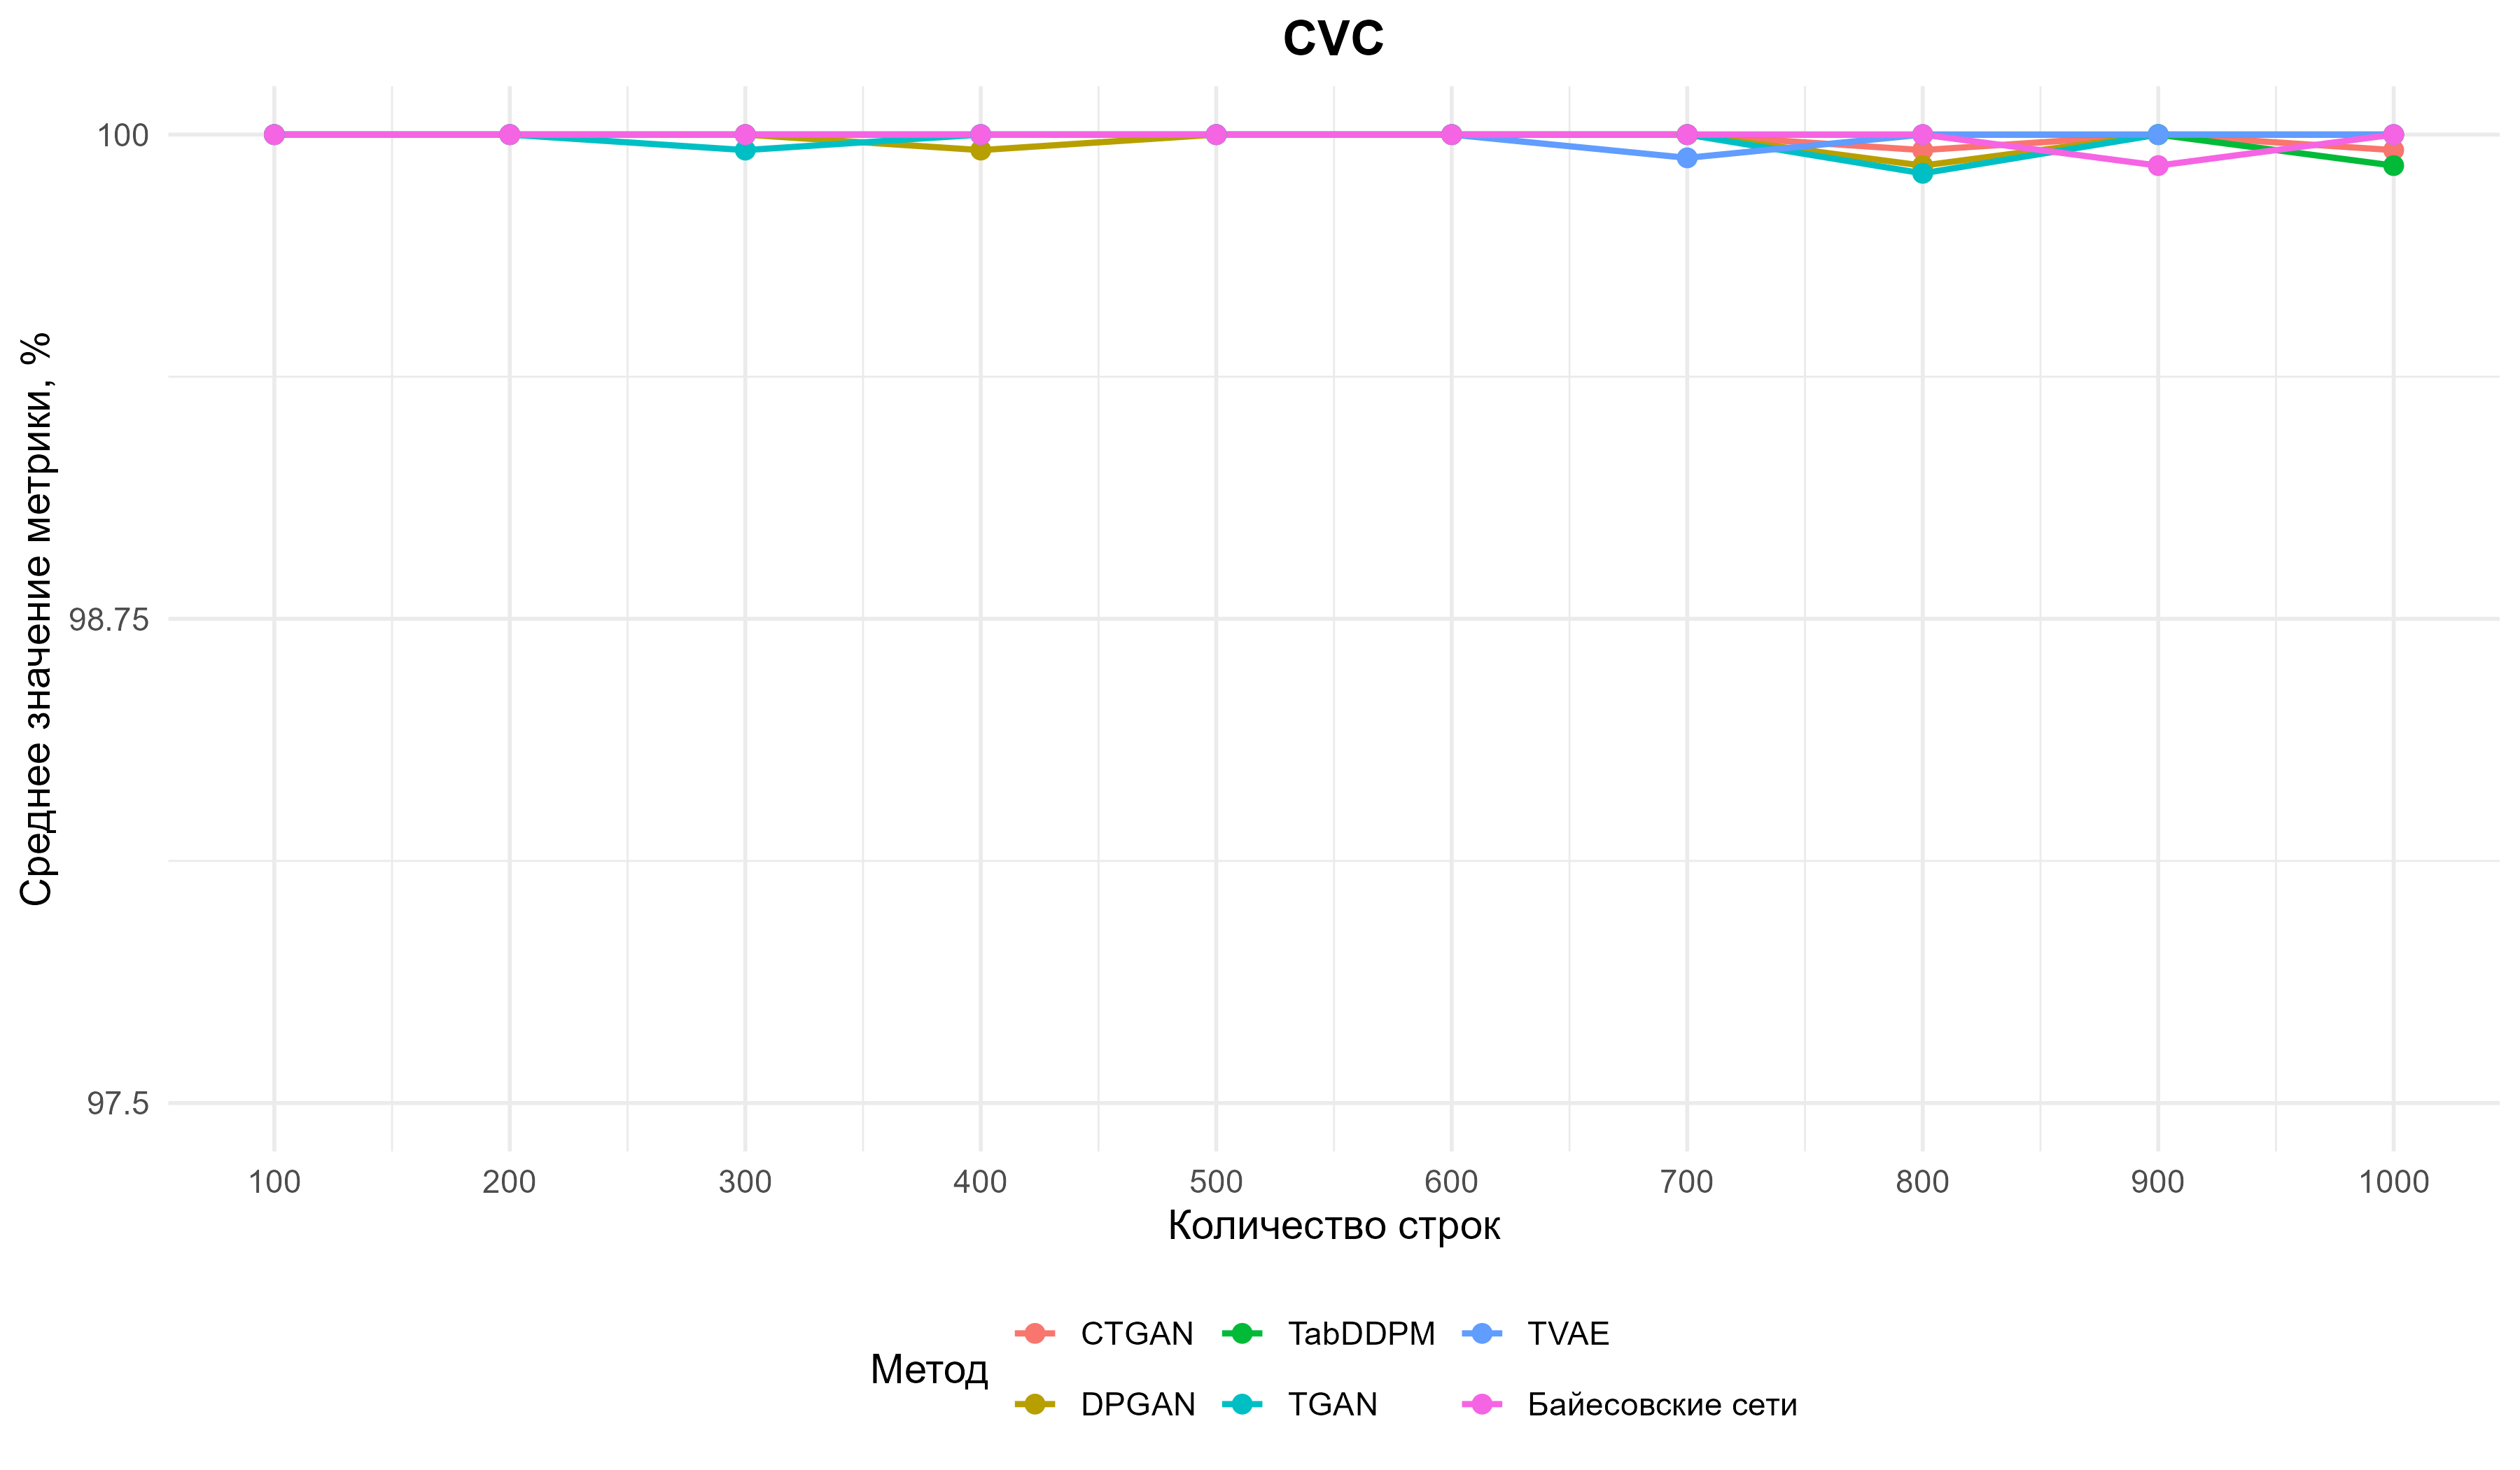 CVC
Среднее значение метрики, %
100
98.75
97.5
100 200 300 400 500 600 700 800 900 1000
Количество строк
Метод
CTGAN TabDDPM TVAE
DPGAN TGAN Байесовские сети